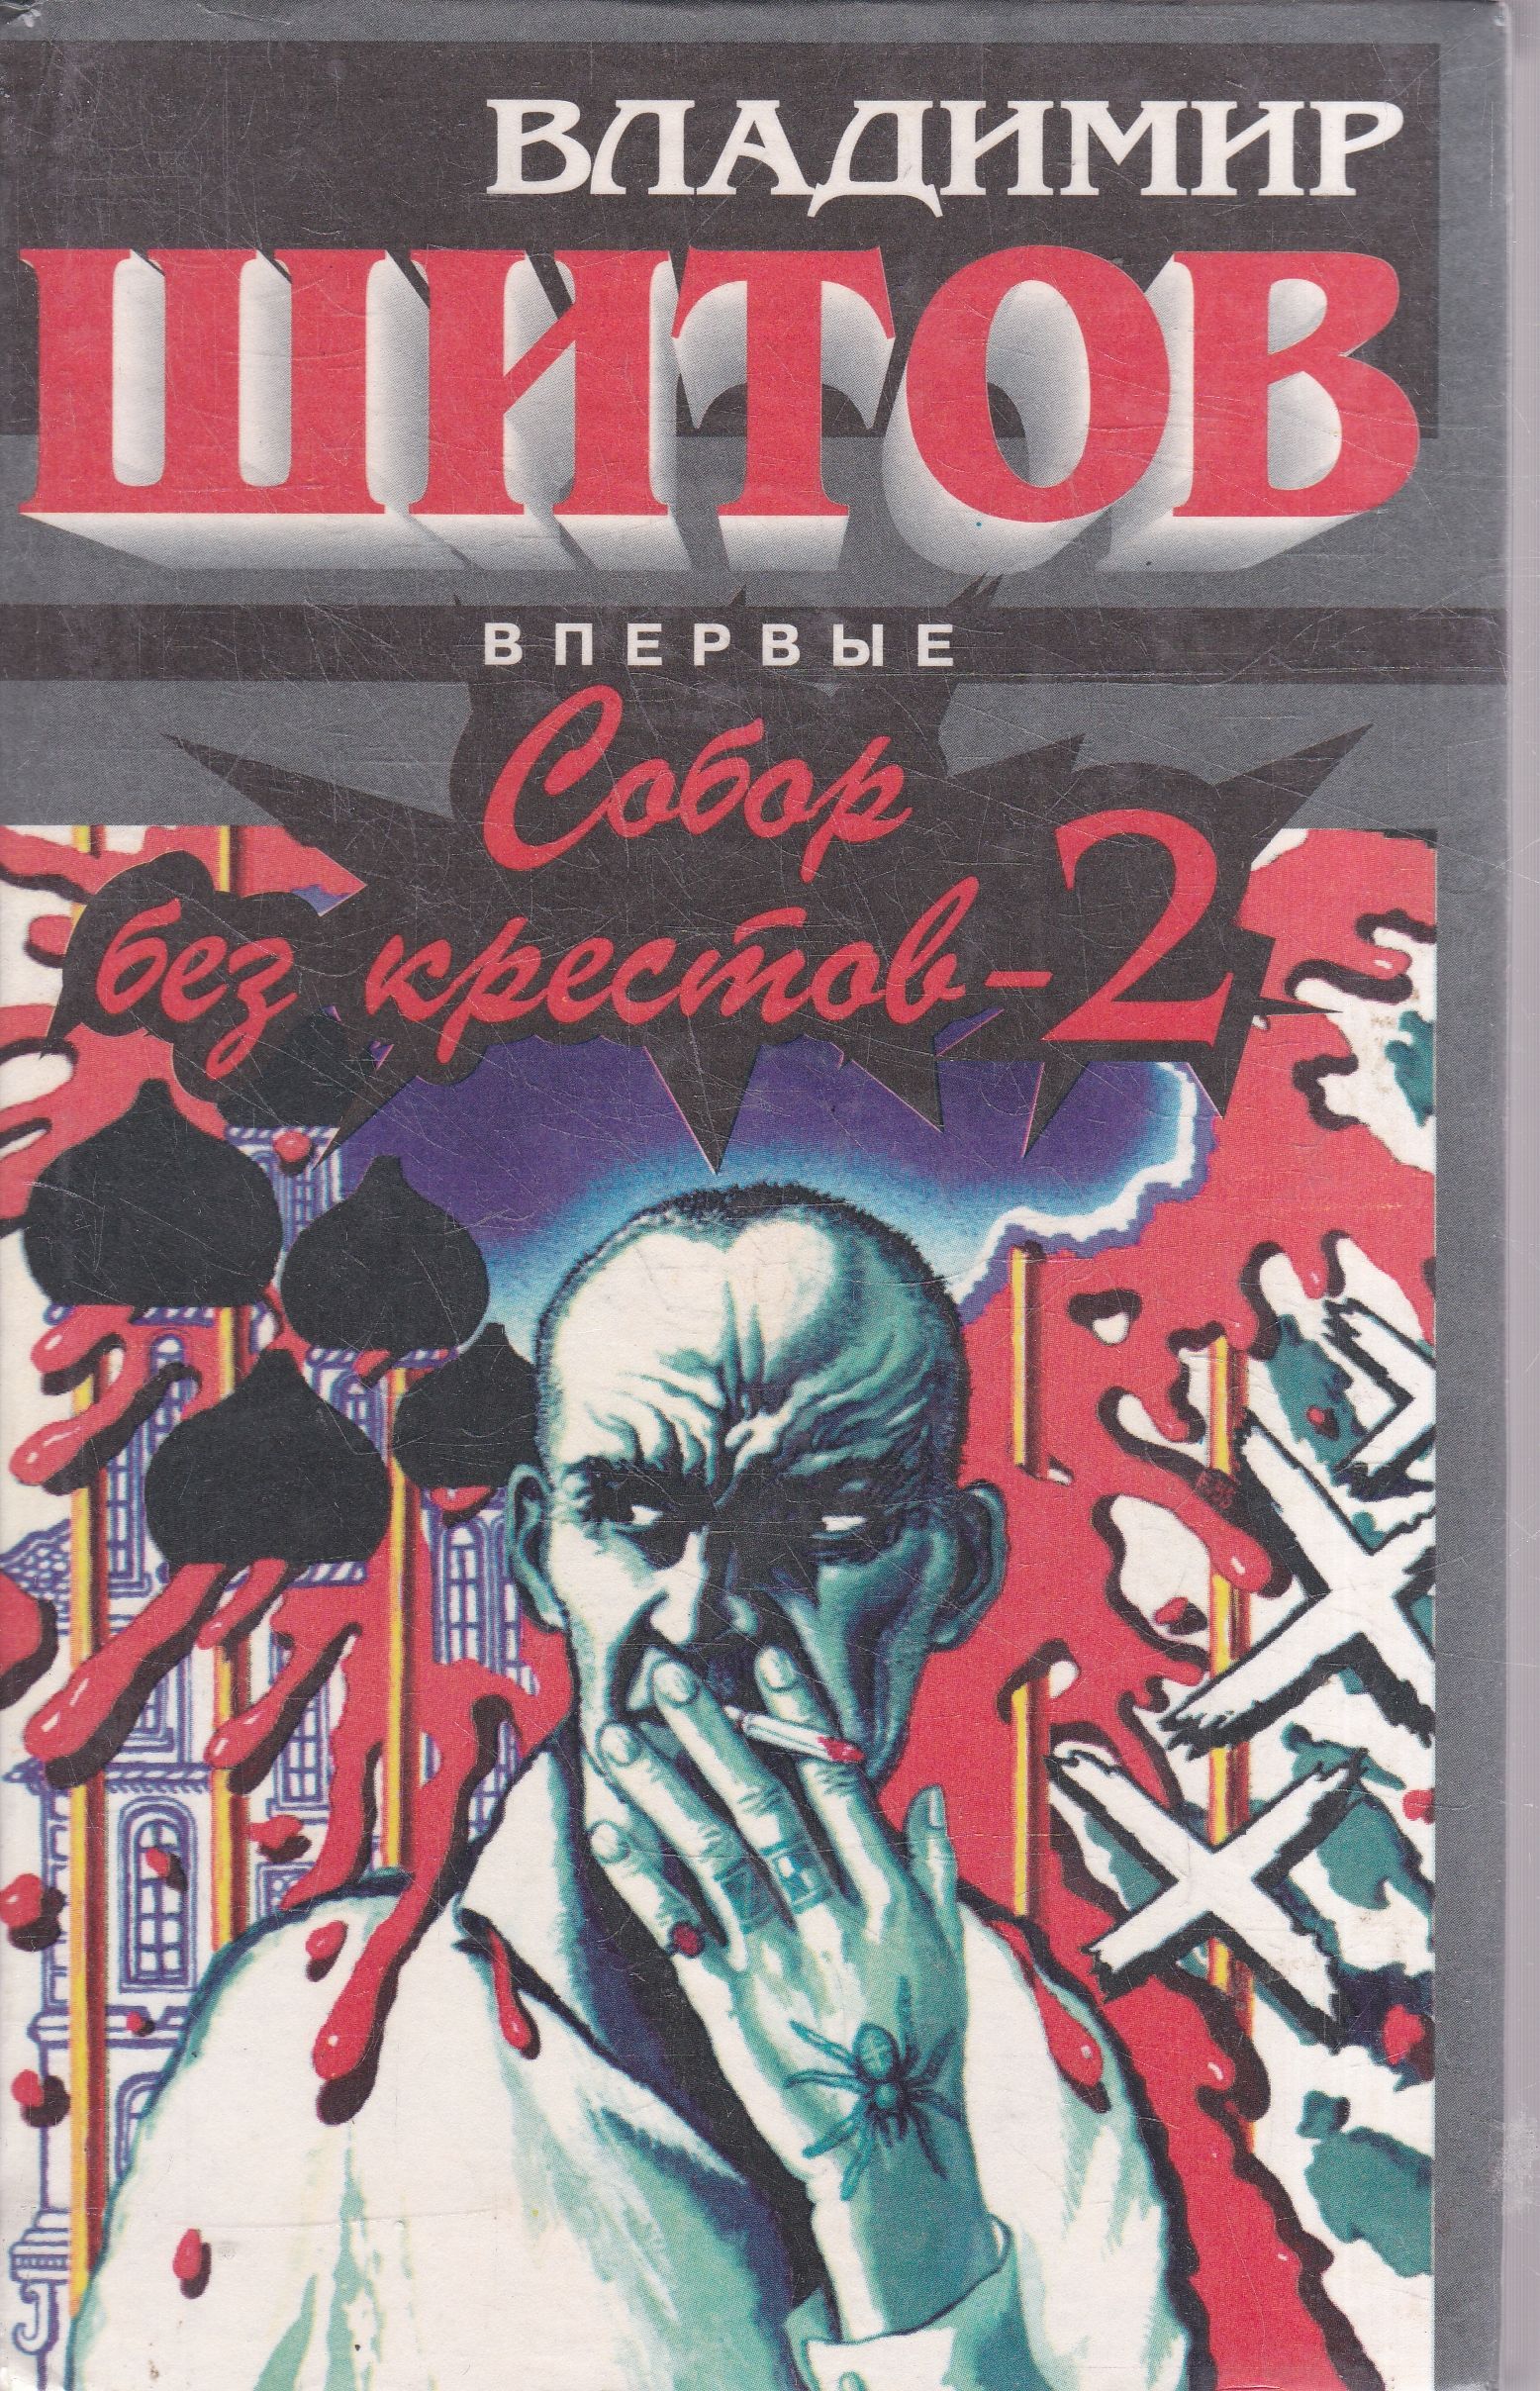 ВЛАДИМИР
ШИТОВ
ВПЕРВЫЕ
Собор
без крестов-2